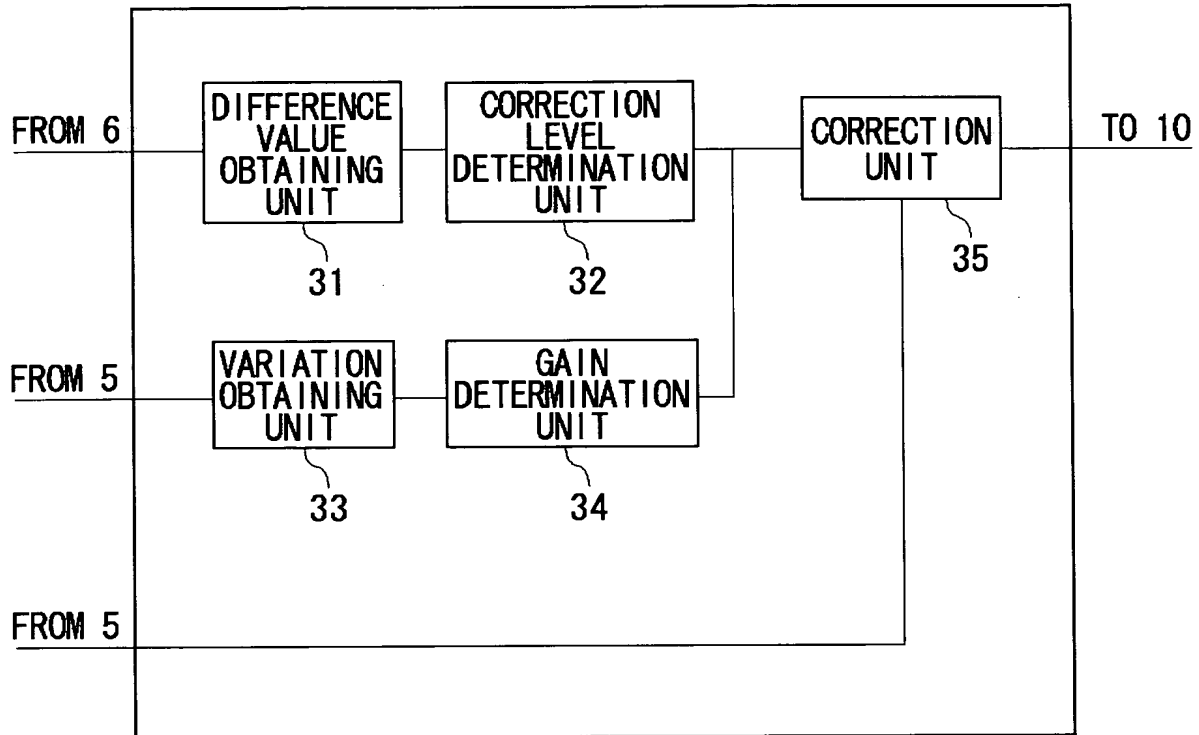 FROM 6
DIFFERENCE
VALUE
OBTAINING
UNIT
31
CORRECTION
LEVEL
DETERMINATION
UNIT
32
CORRECTION
UNIT
35
TO 10
FROM 5
VARIATION
OBTAINING
UNIT
33
GAIN
DETERMINATION
UNIT
34
FROM 5